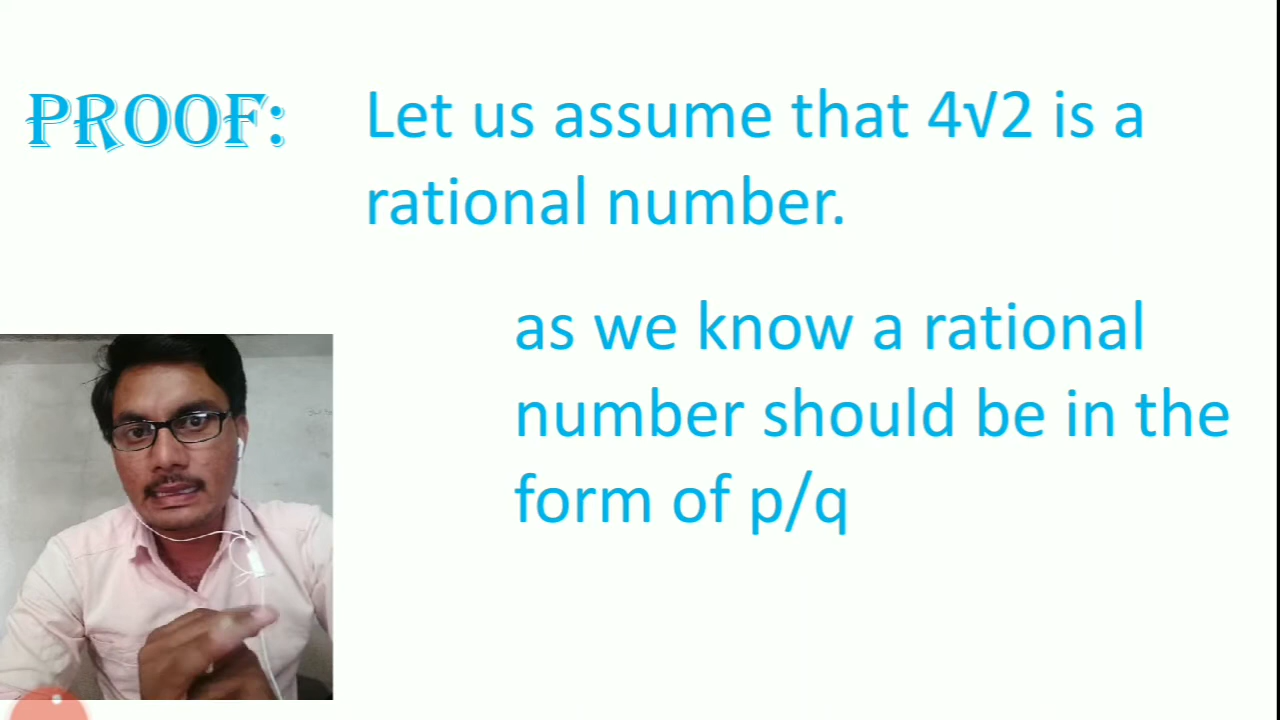 PROOF: Let us assume that 4√2 is a
rational number.
as we know a rational
number should be in the
form of p/q